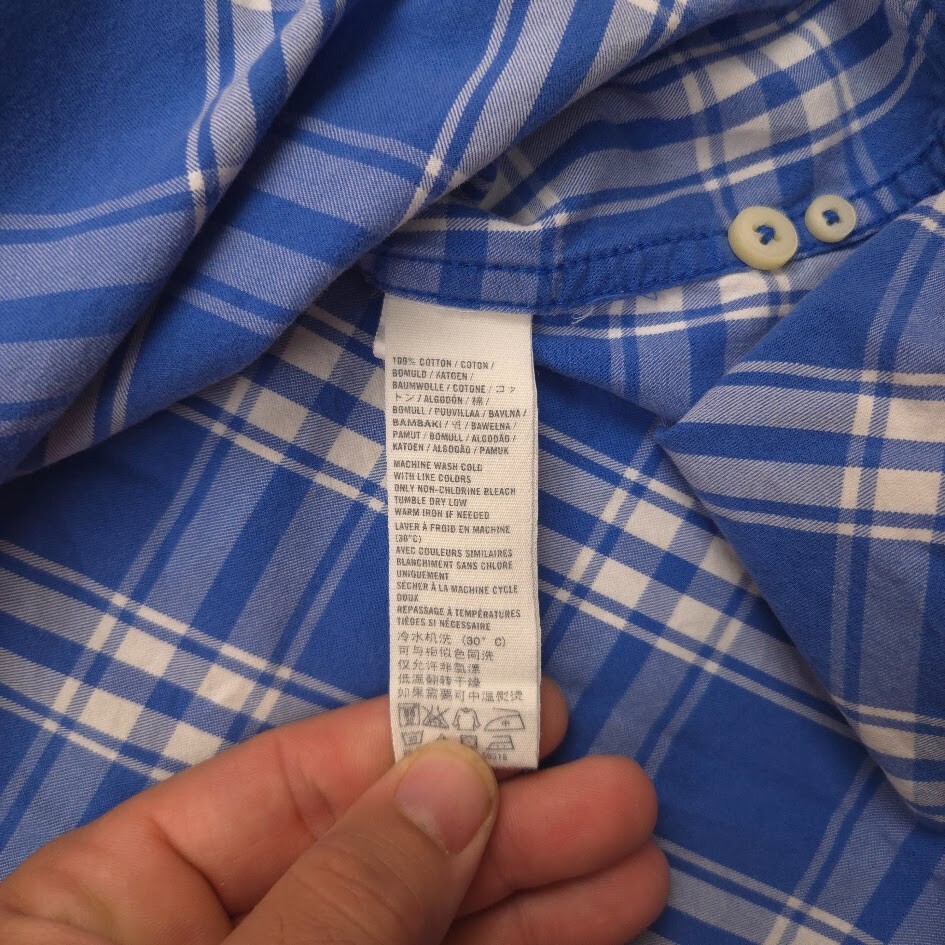 100% COTTON / COTON /
BOMULD / KATOEN /
BAUMWOLLE / COTONE / コッ
トン / ALGODÓN / 棉 /
BOMULL / PUUVILLAA / BAVLNA /
BAMBAKI / 면 / BAWEŁNA /
PAMUT / BOMULL / ALGODÃO /
KATOEN / ALGODÃO / PAMUK
MACHINE WASH COLD
WITH LIKE COLORS
ONLY NON-CHLORINE BLEACH
TUMBLE DRY LOW
WARM IRON IF NEEDED
LAVER À FROID EN MACHINE
(30°C)
AVEC COULEURS SIMILAIRES
BLANCHIMENT SANS CHLORE
UNIQUEMENT
SÉCHER À LA MACHINE CYCLE
DOUX
REPASSAGE À TEMPÉRATURES
TIÈDES SI NÉCESSAIRE
冷水机洗 (30° C)
可与相似色同洗
仅允许非氯漂
低温翻转干燥
如果需要可中温熨烫